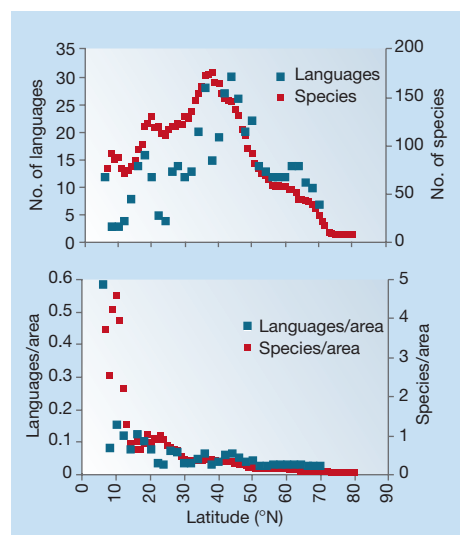 No. of languages
35
30
25
20
15
10
5
0
Languages
Species
200
150
100
50
0
No. of species
Languages/area
0.6
0.5
0.4
0.3
0.2
0.1
0
Languages/area
Species/area
5
4
3
2
1
0
Species/area
0 10 20 30 40 50 60 70 80 90
Latitude (°N)